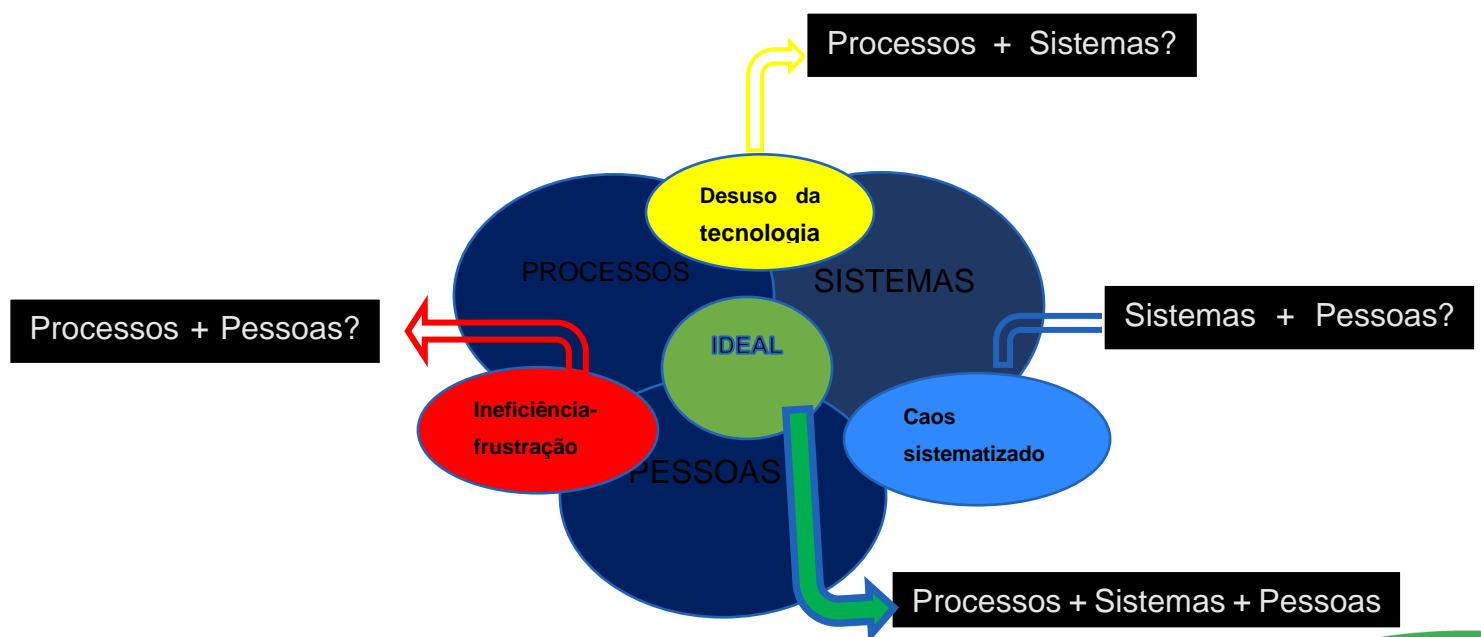 Processos + Sistemas?
Desuso da
tecnologia
PROCESSOS
SISTEMAS
Processos + Pessoas?
Sistemas + Pessoas?
IDEAL
Ineficiência-
frustração
Caos
sistematizado
PESSOAS
Processos + Sistemas + Pessoas